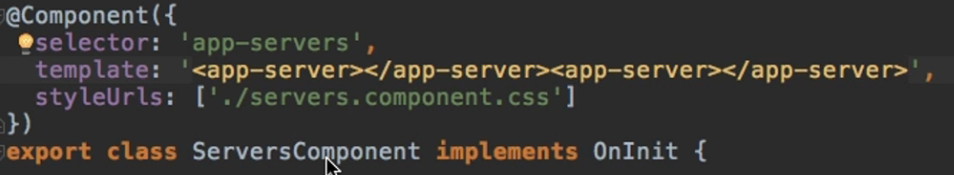 @Component({
selector: 'app-servers',
template: '<app-server></app-server><app-server></app-server>',
styleUrls: ['./servers.component.css']
})
export class ServersComponent implements OnInit {